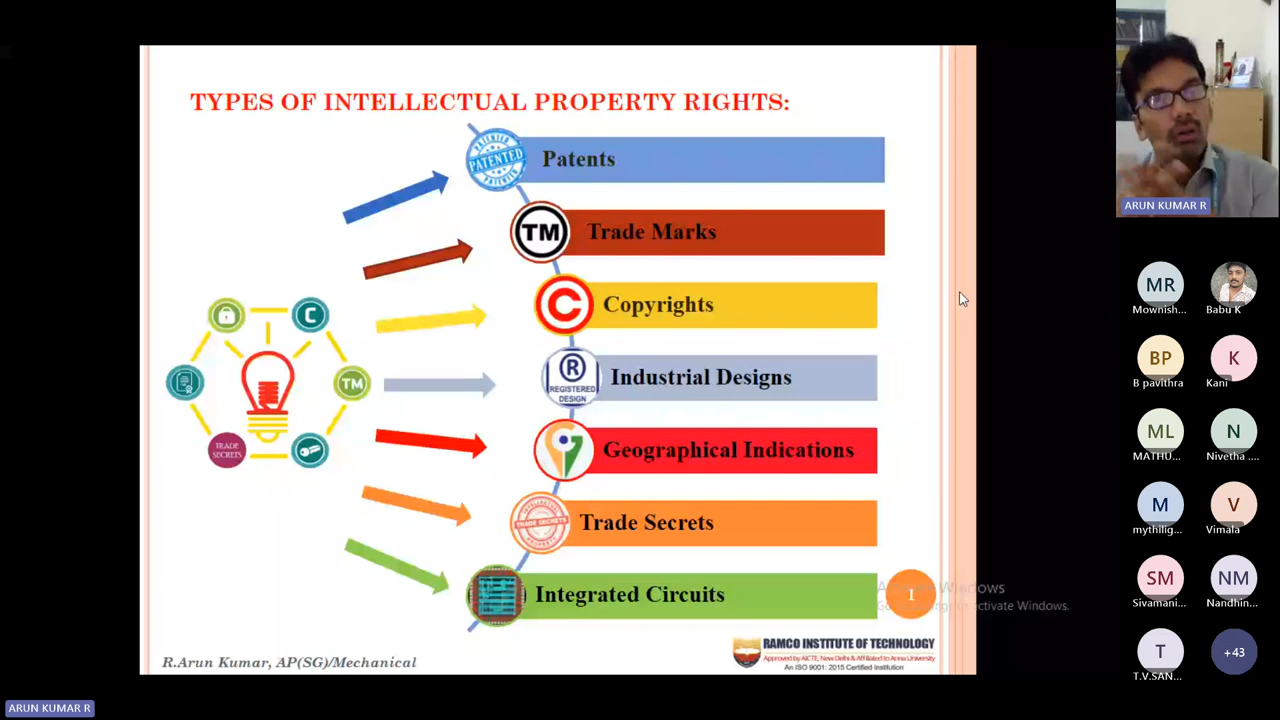 TYPES OF INTELLECTUAL PROPERTY RIGHTS:
PATENTED
Patents
TM
Trade Marks
C
Copyrights
R
REGISTERED
DESIGN
Industrial Designs
Geographical Indications
TRADE SECRETS
Trade Secrets
Integrated Circuits
1
C
TM
TRADE
SECRETS
R.Arun Kumar, AP(SG)/Mechanical
RAMCO INSTITUTE OF TECHNOLOGY
Approved by AICTE, New Delhi & Affiliated to Anna University
An ISO 9001: 2015 Certified Institution
ARUN KUMAR R
MR
Mownish...
Babu K
BP
B pavithra
K
Kani
ML
MATHU...
N
Nivetha ....
M
mythilig...
V
Vimala
SM
Sivamani...
NM
Nandhin...
T
T.V.SAN...
+43
ARUN KUMAR R